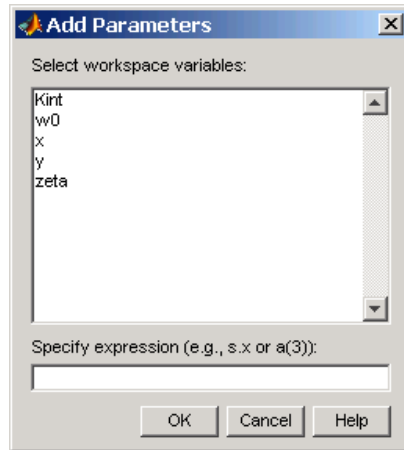 Add Parameters
Select workspace variables:
Kint
w0
x
y
zeta
Specify expression (e.g., s.x or a(3)):
OK Cancel Help